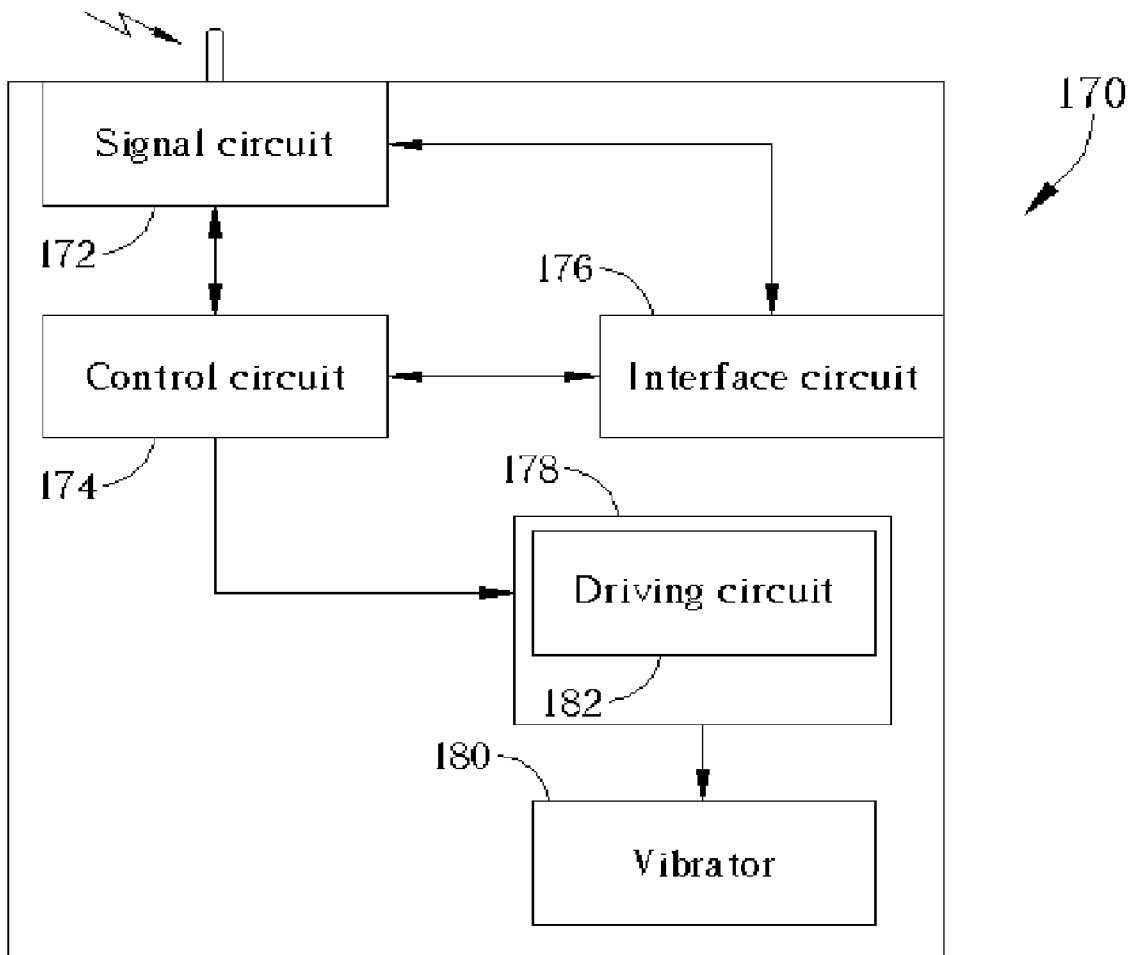 170
Signal circuit
172
176
Control circuit
Interface circuit
174
178
Driving circuit
182
180
Vibrator